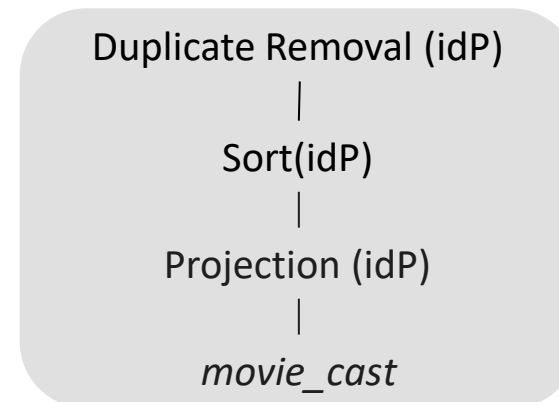 Duplicate Removal (idP)
Sort(idP)
Projection (idP)
movie_cast